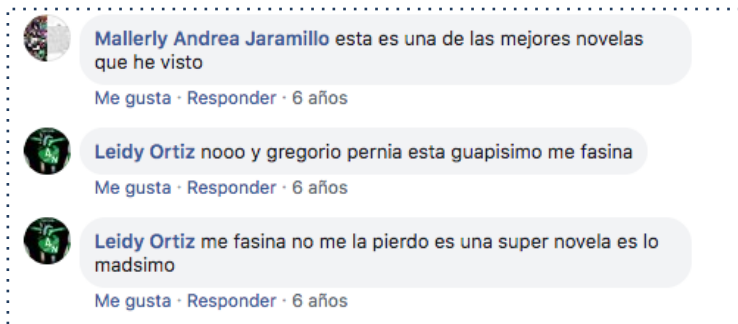 Mallerly Andrea Jaramillo esta es una de las mejores novelas
que he visto
Me gusta · Responder · 6 años
Leidy Ortiz nooo y gregorio pernia esta guapisimo me fasina
Me gusta · Responder · 6 años
Leidy Ortiz me fasina no me la pierdo es una super novela es lo
madsimo
Me gusta · Responder · 6 años